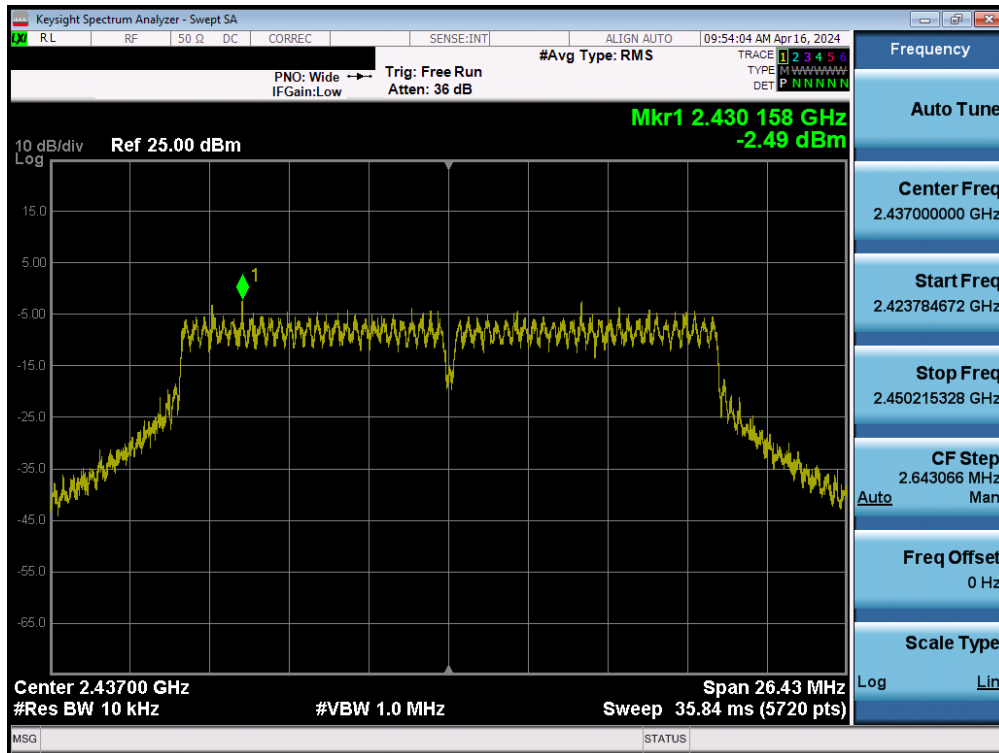 Keysight Spectrum Analyzer - Swept SA
LXI RL RF 50 Ω DC CORREC SENSE:INT ALIGN AUTO 09:54:04 AM Apr 16, 2024
#Avg Type: RMS
TRACE 1 2 3 4 5 6
PNO: Wide Trig: Free Run
TYPE M WWWWW
IFGain:Low Atten: 36 dB
DET P N N N N N
Mkr1 2.430 158 GHz
-2.49 dBm
10 dB/div Ref 25.00 dBm
Log
15.0
5.00
1
-5.00
-15.0
-25.0
-35.0
-45.0
-55.0
-65.0
Center 2.43700 GHz Span 26.43 MHz
#Res BW 10 kHz #VBW 1.0 MHz Sweep 35.84 ms (5720 pts)
MSG STATUS
Frequency
Auto Tune
Center Freq
2.437000000 GHz
Start Freq
2.423784672 GHz
Stop Freq
2.450215328 GHz
CF Step
2.643066 MHz
Auto Man
Freq Offset
0 Hz
Scale Type
Log Lin